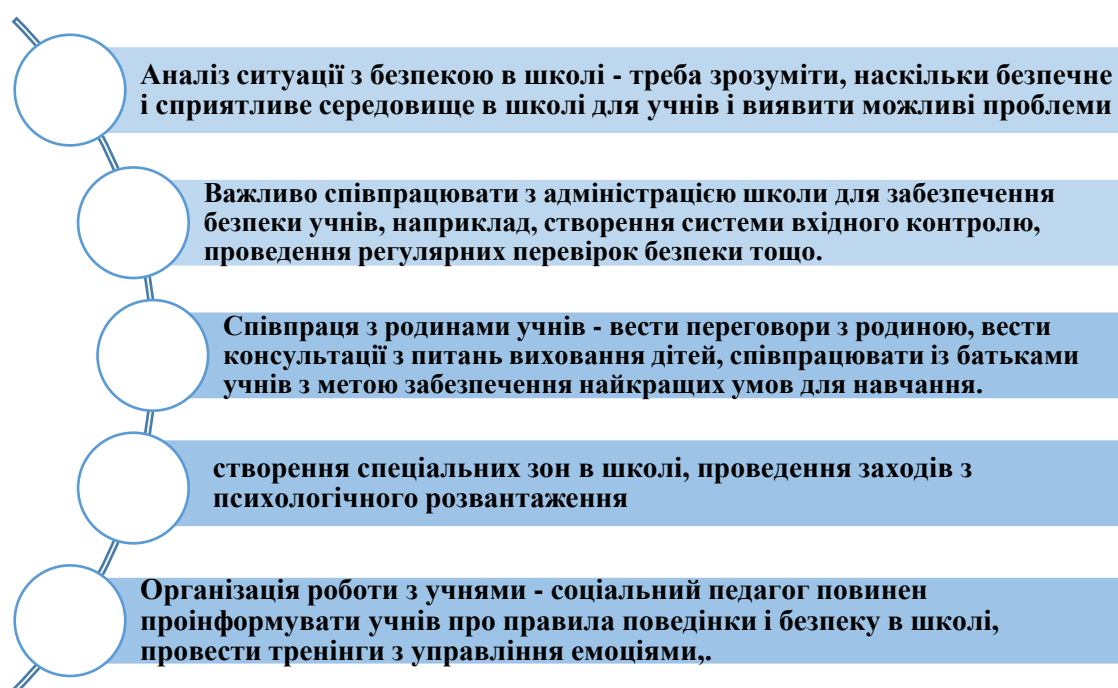 Аналіз ситуації з безпекою в школі - треба зрозуміти, наскільки безпечне
і сприятливе середовище в школі для учнів і виявити можливі проблеми
Важливо співпрацювати з адміністрацією школи для забезпечення
безпеки учнів, наприклад, створення системи вхідного контролю,
проведення регулярних перевірок безпеки тощо.
Співпраця з родинами учнів - вести переговори з родиною, вести
консультації з питань виховання дітей, співпрацювати із батьками
учнів з метою забезпечення найкращих умов для навчання.
створення спеціальних зон в школі, проведення заходів з
психологічного розвантаження
Організація роботи з учнями - соціальний педагог повинен
проінформувати учнів про правила поведінки і безпеку в школі,
провести тренінги з управління емоціями,.